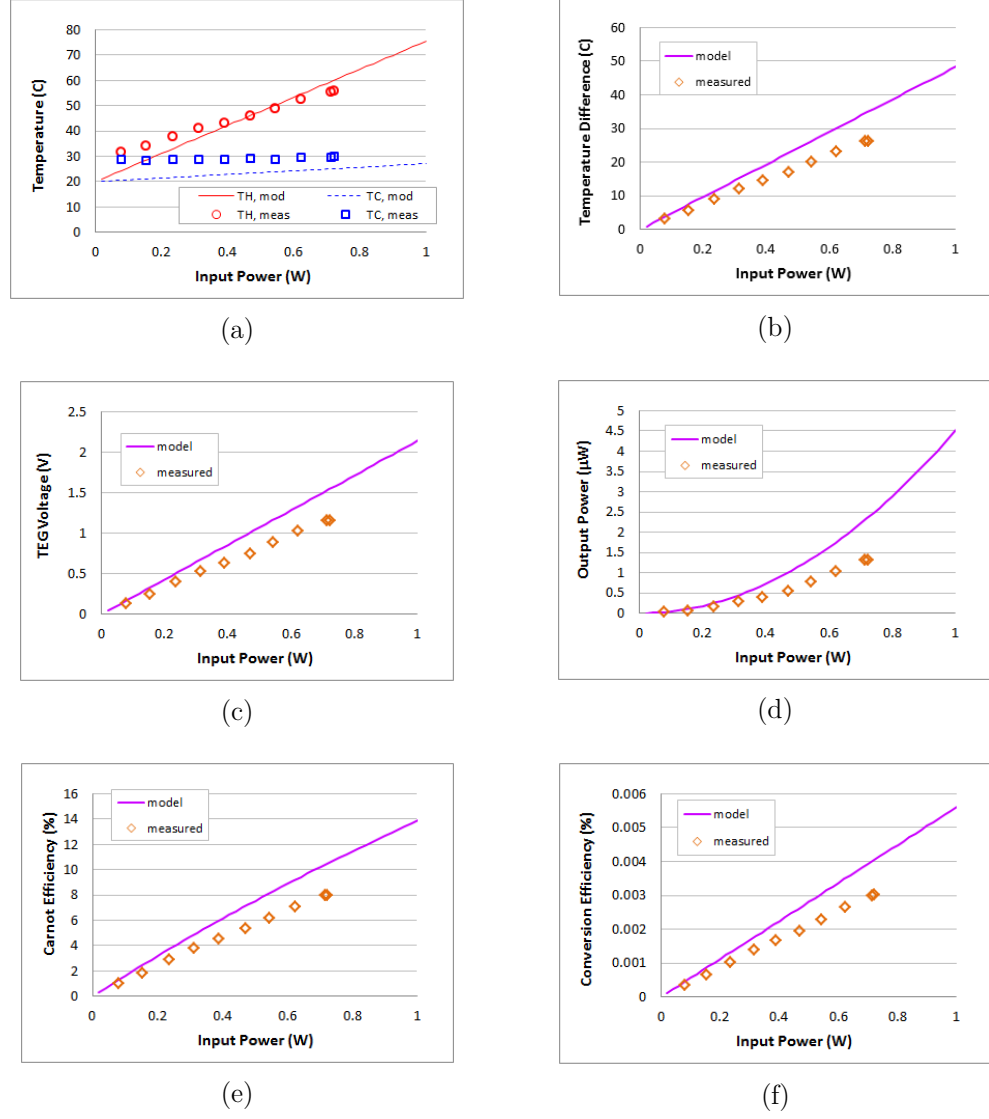 80
70
60
50
40
30
20
10
0
Temperature (C)
TH, mod
TC, mod
TH, meas
TC, meas
0 0.2 0.4 0.6 0.8 1
Input Power (W)
(a)
60
50
40
30
20
10
0
Temperature Difference (C)
model
measured
0 0.2 0.4 0.6 0.8 1
Input Power (W)
(b)
2.5
2
1.5
1
0.5
0
TEG Voltage (V)
model
measured
0 0.2 0.4 0.6 0.8 1
Input Power (W)
(c)
5
4.5
4
3.5
3
2.5
2
1.5
1
0.5
0
Output Power (µW)
model
measured
0 0.2 0.4 0.6 0.8 1
Input Power (W)
(d)
16
14
12
10
8
6
4
2
0
Carnot Efficiency (%)
model
measured
0 0.2 0.4 0.6 0.8 1
Input Power (W)
(e)
0.006
0.005
0.004
0.003
0.002
0.001
0
Conversion Efficiency (%)
model
measured
0 0.2 0.4 0.6 0.8 1
Input Power (W)
(f)